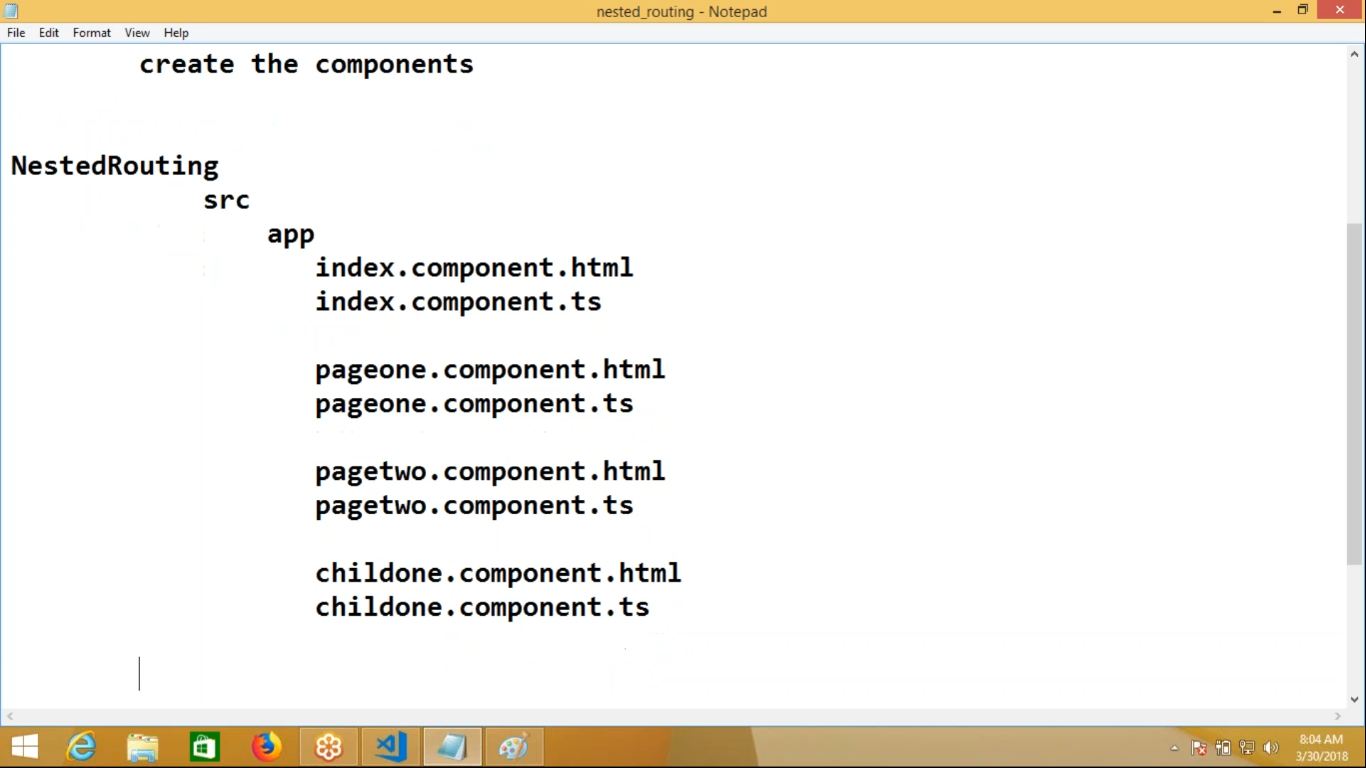 nested_routing - Notepad
File Edit Format View Help
create the components
NestedRouting
src
app
index.component.html
index.component.ts
pageone.component.html
pageone.component.ts
pagetwo.component.html
pagetwo.component.ts
childone.component.html
childone.component.ts
8:04 AM
3/30/2018